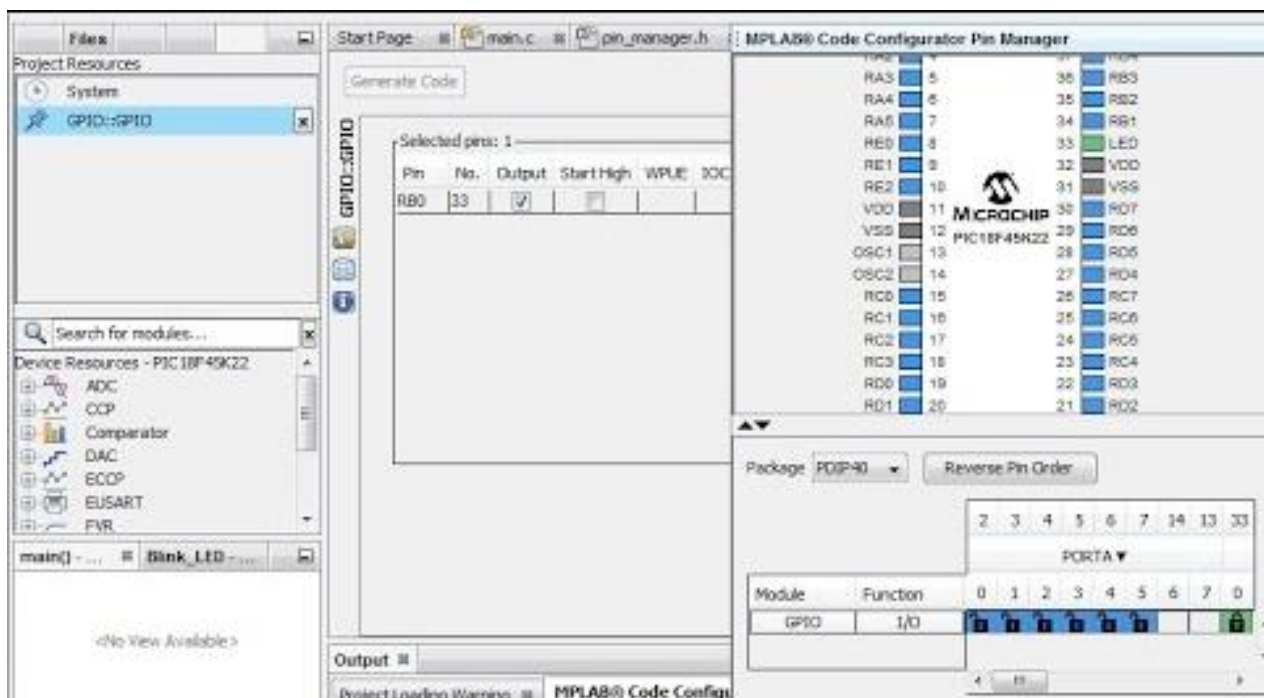 Files
Project Resources
System
GPIO::GPIO
Search for modules...
Device Resources - PIC18F45K22
ADC
CCP
Comparator
DAC
ECCP
EUSART
FVR
main() - ...
Blink_LED - ...
<No View Available>
Start Page
main.c
pin_manager.h
Generate Code
GPIO::GPIO
Selected pins: 1
Pin No. Output Start High WPUE IOC
RB0 33
Output
Project Loading Warning
MPLAB® Code Configu
MPLAB® Code Configurator Pin Manager
RA3 5 36 RB3
RA4 6 35 RB2
RA5 7 34 RB1
RE0 8 33 LED
RE1 9 32 VDD
RE2 10 31 VSS
VDD 11 MICROCHIP 30 RD7
VSS 12 PIC18F45K22 29 RD6
OSC1 13 28 RD5
OSC2 14 27 RD4
RC0 15 26 RC7
RC1 16 25 RC6
RC2 17 24 RC5
RC3 18 23 RC4
RD0 19 22 RD3
RD1 20 21 RD2
Package PDIP40 Reverse Pin Order
2 3 4 5 6 7 14 13 33
PORTA▼
Module Function 0 1 2 3 4 5 6 7 0
GPIO I/O